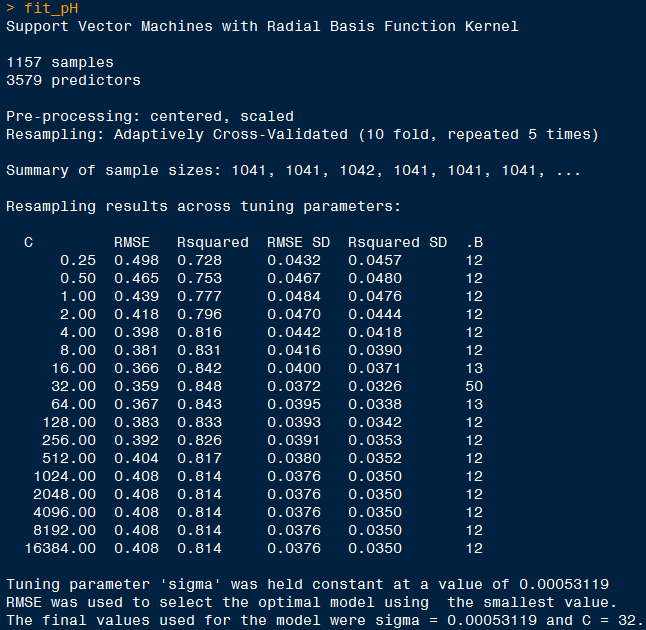 > fit_pH
Support Vector Machines with Radial Basis Function Kernel
1157 samples
3579 predictors
Pre-processing: centered, scaled
Resampling: Adaptively Cross-Validated (10 fold, repeated 5 times)
Summary of sample sizes: 1041, 1041, 1042, 1041, 1041, 1041, ...
Resampling results across tuning parameters:
C RMSE Rsquared RMSE SD Rsquared SD .B
0.25 0.498 0.728 0.0432 0.0457 12
0.50 0.465 0.753 0.0467 0.0480 12
1.00 0.439 0.777 0.0484 0.0476 12
2.00 0.418 0.796 0.0470 0.0444 12
4.00 0.398 0.816 0.0442 0.0418 12
8.00 0.381 0.831 0.0416 0.0390 12
16.00 0.366 0.842 0.0400 0.0371 13
32.00 0.359 0.848 0.0372 0.0326 50
64.00 0.367 0.843 0.0395 0.0338 13
128.00 0.383 0.833 0.0393 0.0342 12
256.00 0.392 0.826 0.0391 0.0353 12
512.00 0.404 0.817 0.0380 0.0352 12
1024.00 0.408 0.814 0.0376 0.0350 12
2048.00 0.408 0.814 0.0376 0.0350 12
4096.00 0.408 0.814 0.0376 0.0350 12
8192.00 0.408 0.814 0.0376 0.0350 12
16384.00 0.408 0.814 0.0376 0.0350 12
Tuning parameter 'sigma' was held constant at a value of 0.00053119
RMSE was used to select the optimal model using  the smallest value.
The final values used for the model were sigma = 0.00053119 and C = 32.